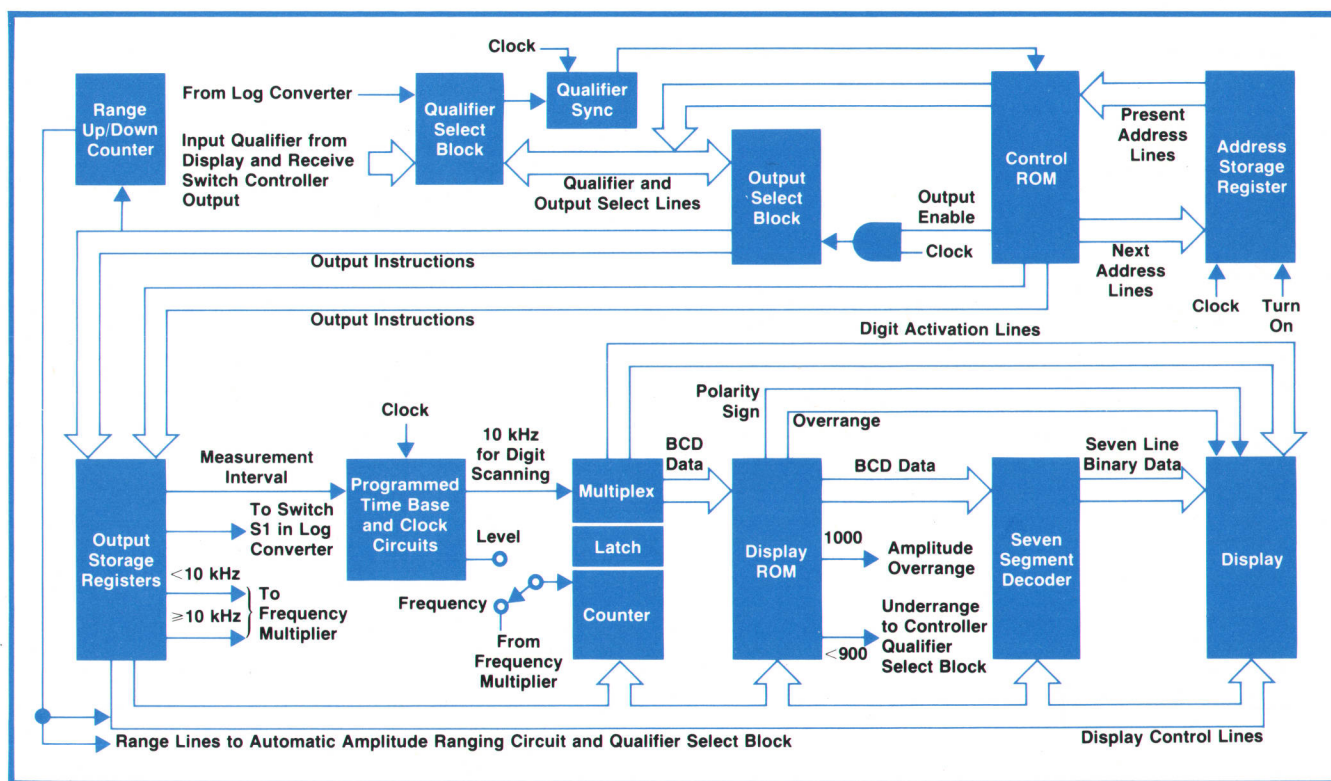 Clock
Range
Up/Down
Counter
From Log Converter
Input Qualifier from
Display and Receive
Switch Controller
Output
Qualifier
Select
Block
Qualifier
Sync
Qualifier and
Output Select Lines
Output
Select
Block
Output
Enable
Clock
Control
ROM
Present
Address
Lines
Next
Address
Lines
Address
Storage
Register
Clock
Turn
On
Output Instructions
Output Instructions
Digit Activation Lines
Output
Storage
Registers
Measurement
Interval
To Switch
S1 in Log
Converter
<10 kHz
≥10 kHz
To
Frequency
Multiplier
Clock
Programmed
Time Base
and Clock
Circuits
10 kHz
for Digit
Scanning
Level
Frequency
From
Frequency
Multiplier
Multiplex
Latch
Counter
BCD
Data
Polarity
Sign
Overrange
Display
ROM
BCD Data
1000
Amplitude
Overrange
Underrange
to Controller
Qualifier
Select Block
<900
Seven
Segment
Decoder
Seven Line
Binary Data
Display
Range Lines to Automatic Amplitude Ranging Circuit and Qualifier Select Block
Display Control Lines